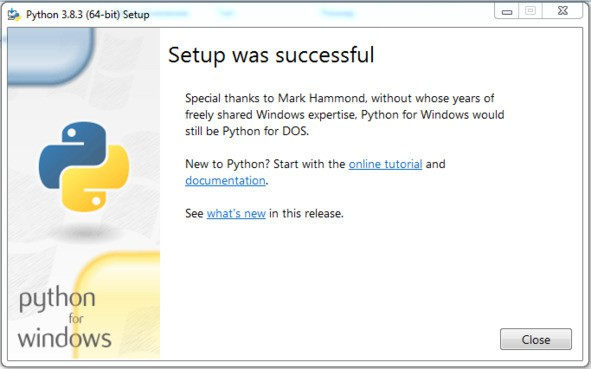 Python 3.8.3 (64-bit) Setup
Setup was successful
Special thanks to Mark Hammond, without whose years of
freely shared Windows expertise, Python for Windows would
still be Python for DOS.
New to Python? Start with the online tutorial and
documentation.
See what's new in this release.
python
for
windows
Close